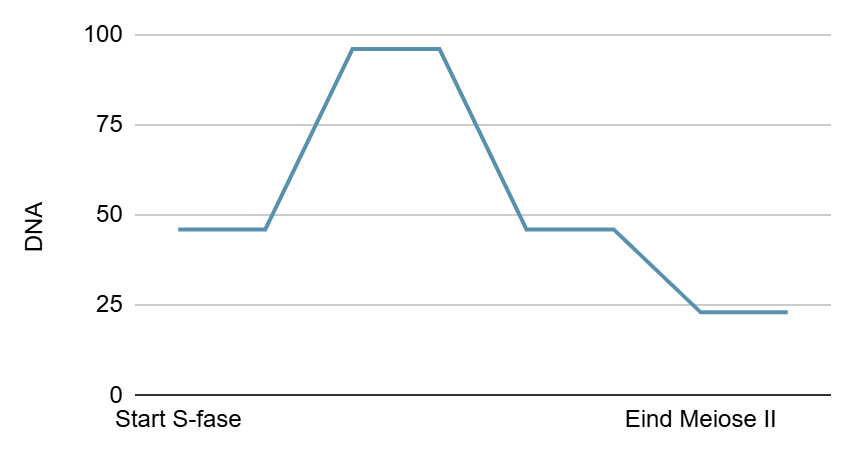 100
75
50
25
0
DNA
Start S-fase
Eind Meiose II